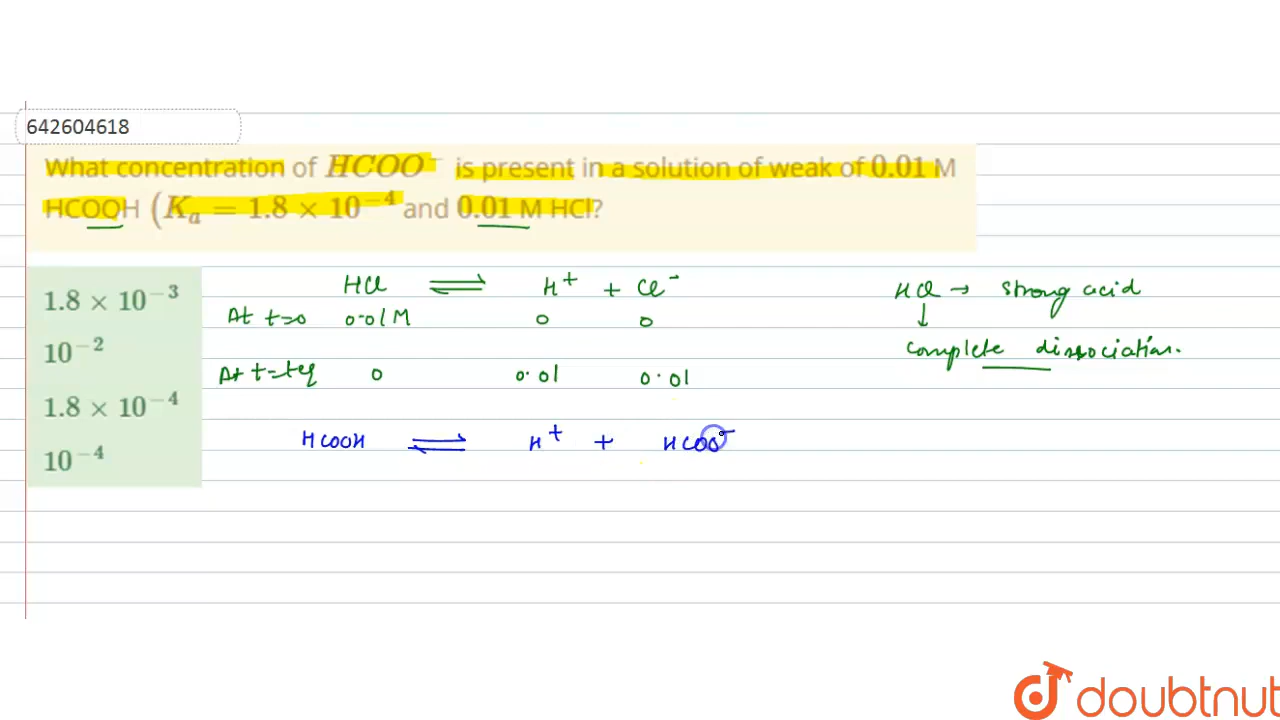 642604618
What concentration of HCOO⁻ is present in a solution of weak of 0.01 M
HCOOH (Kₐ = 1.8 × 10⁻⁴ and 0.01 M HCl?
1.8 × 10⁻³
10⁻²
1.8 × 10⁻⁴
10⁻⁴
HCl ⇌ H⁺ + Cl⁻
At t=0 0.01 M 0 0
At t=teq 0 0.01 0.01
HCOOH ⇌ H⁺ + HCOO⁻
HCl → Strong acid
↓
Complete dissociation.
doubtnut